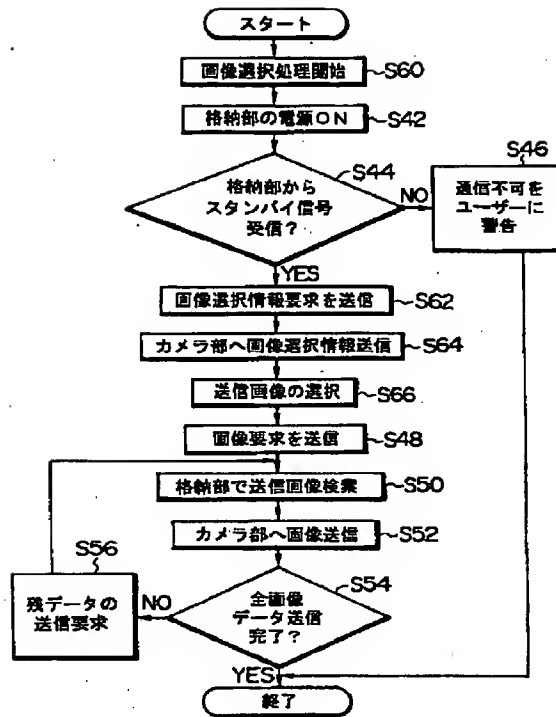 スタート
画像選択処理開始
S60
格納部の電源ON
S42
S44
S46
格納部から
スタンバイ信号
受信?
NO
通信不可を
ユーザーに
警告
YES
画像選択情報要求を送信
S62
カメラ部へ画像選択情報送信
S64
送信画像の選択
S66
画像要求を送信
S48
格納部で送信画像検索
S50
カメラ部へ画像送信
S52
S56
S54
残データの
送信要求
NO
全画像
データ送信
完了?
YES
終了